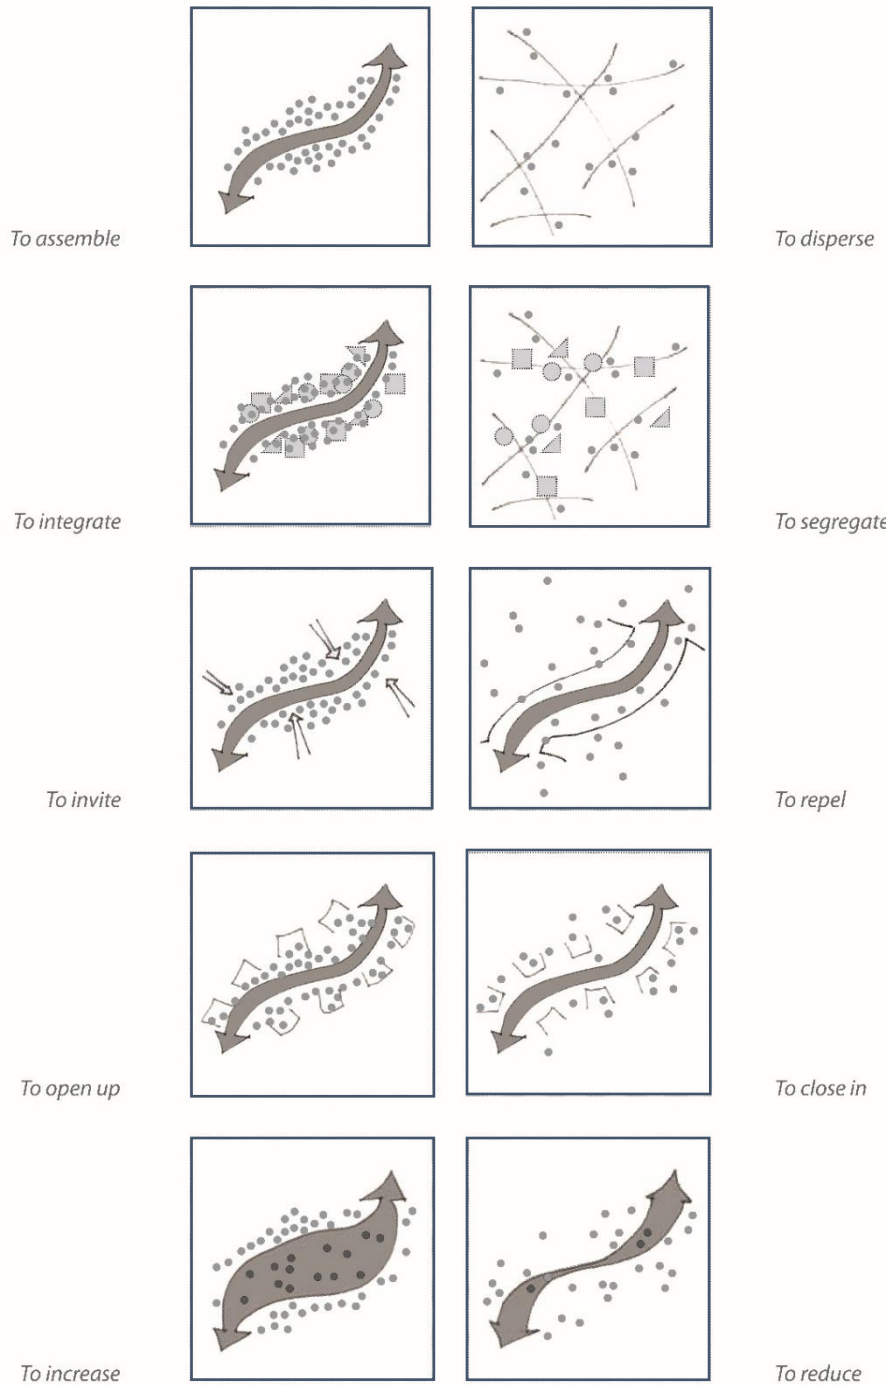 To assemble
To disperse
To integrate
To segregate
To invite
To repel
To open up
To close in
To increase
To reduce